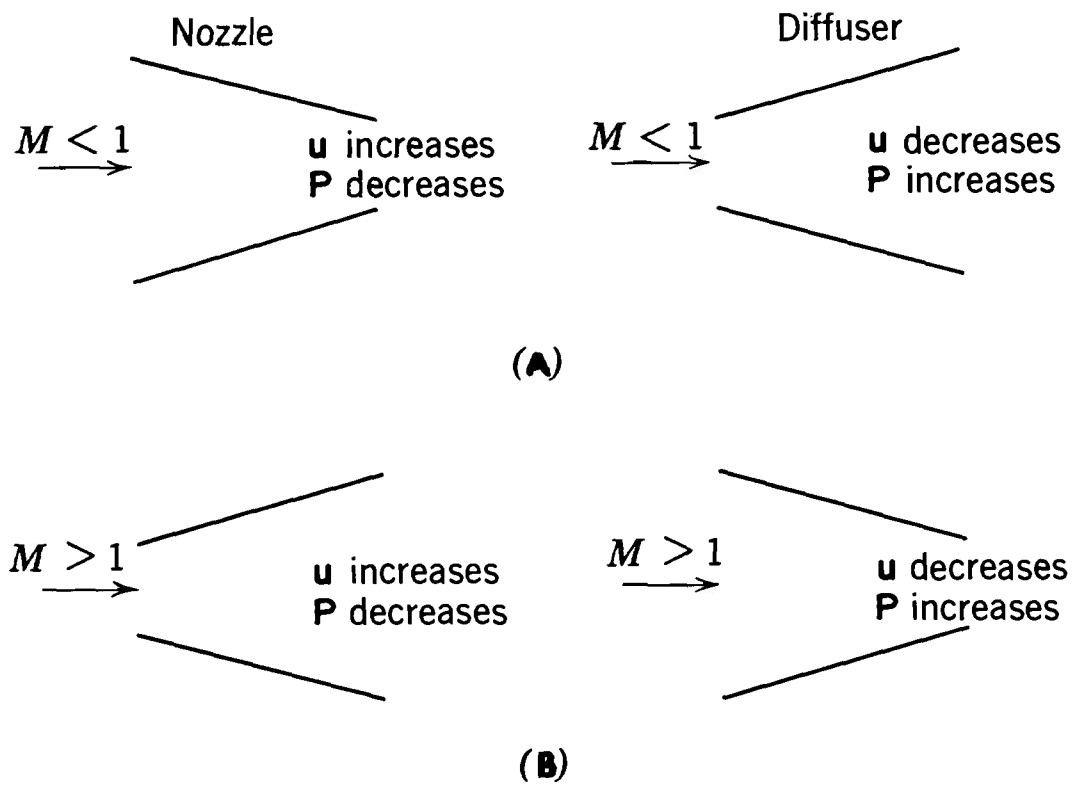 Nozzle
Diffuser
M < 1
u increases
P decreases
M < 1
u decreases
P increases
(A)
M > 1
u increases
P decreases
M > 1
u decreases
P increases
(B)